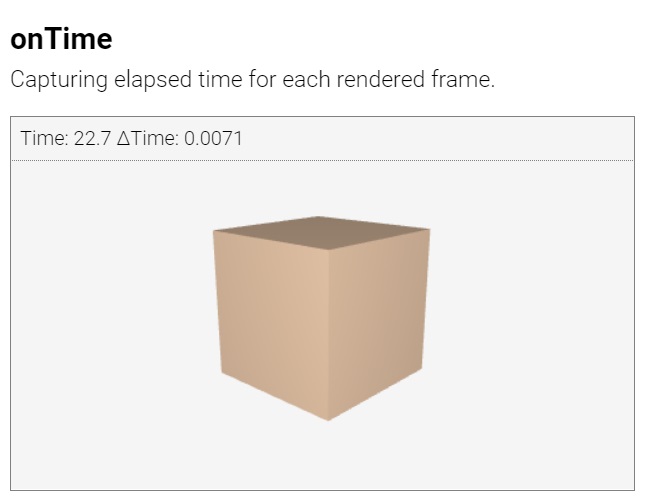 onTime
Capturing elapsed time for each rendered frame.
Time: 22.7 ΔTime: 0.0071